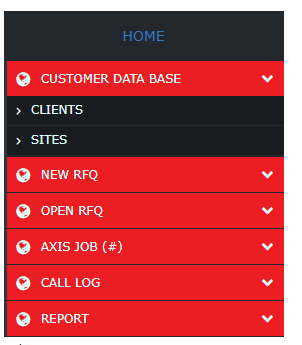 HOME
CUSTOMER DATA BASE
CLIENTS
SITES
NEW RFQ
OPEN RFQ
AXIS JOB (#)
CALL LOG
REPORT